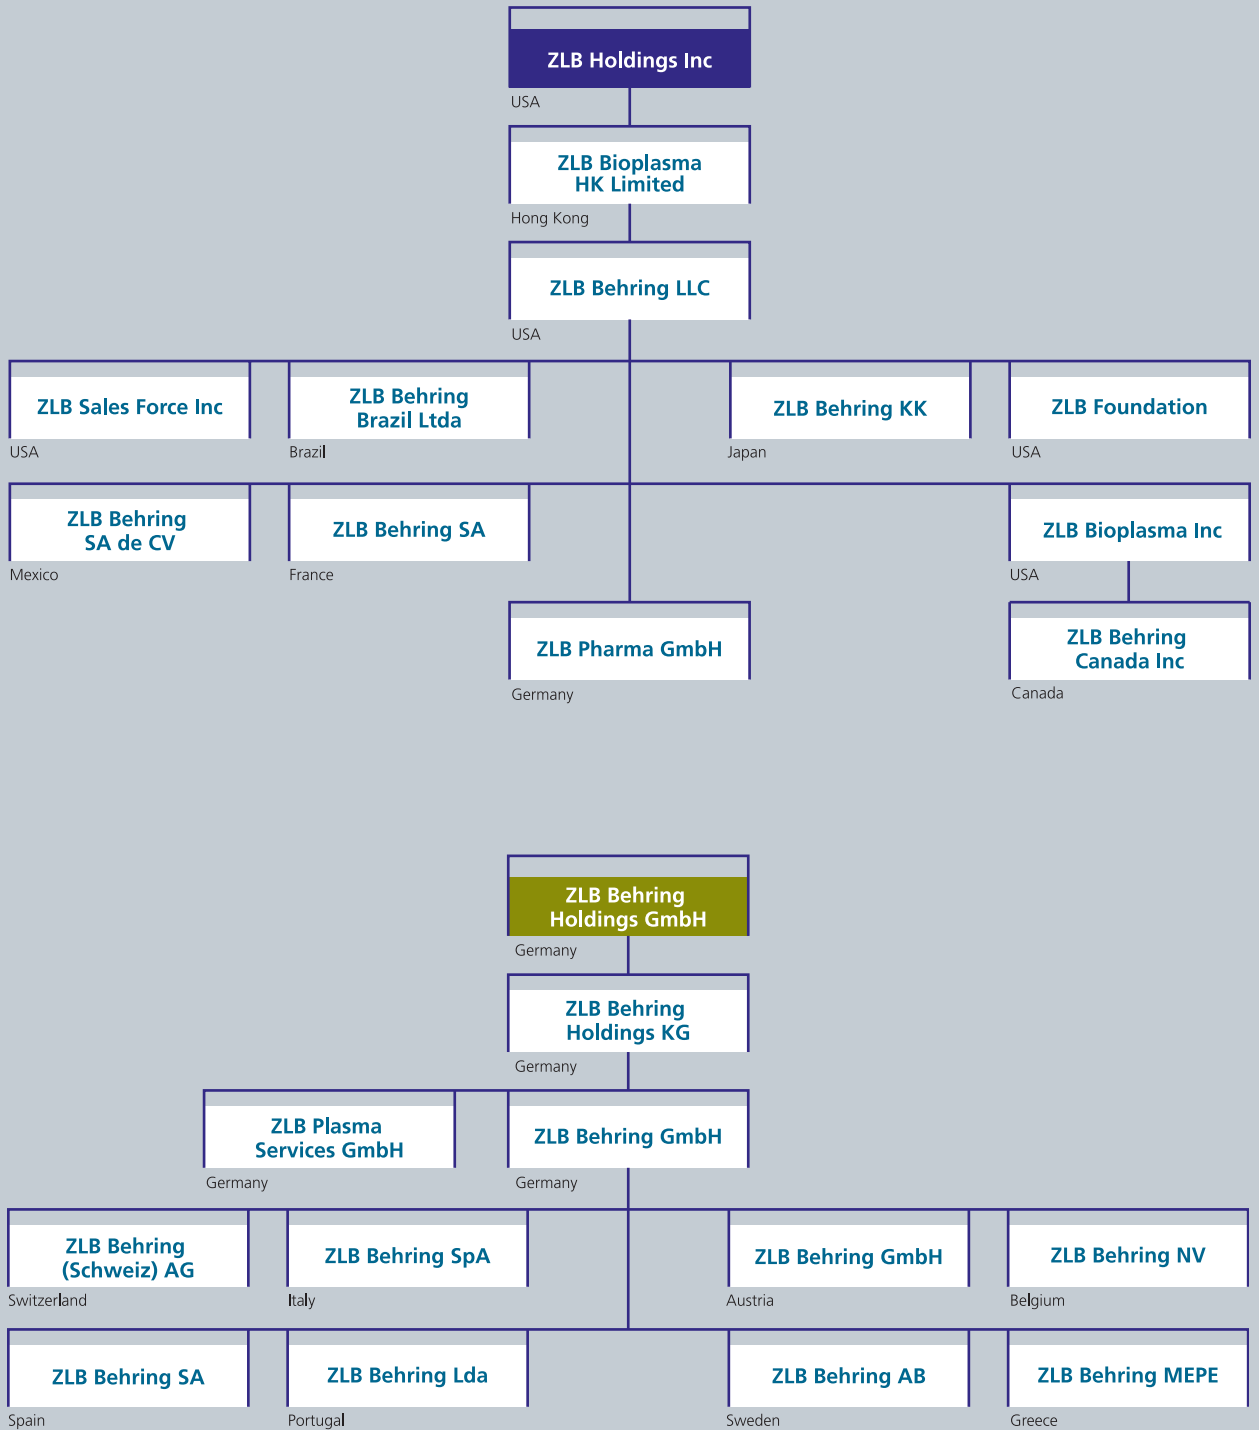 ZLB Holdings Inc
USA
ZLB Bioplasma
HK Limited
Hong Kong
ZLB Behring LLC
USA
ZLB Sales Force Inc
USA
ZLB Behring
Brazil Ltda
Brazil
ZLB Behring KK
Japan
ZLB Foundation
USA
ZLB Behring
SA de CV
Mexico
ZLB Behring SA
France
ZLB Bioplasma Inc
USA
ZLB Pharma GmbH
Germany
ZLB Behring
Canada Inc
Canada
ZLB Behring
Holdings GmbH
Germany
ZLB Behring
Holdings KG
Germany
ZLB Plasma
Services GmbH
Germany
ZLB Behring GmbH
Germany
ZLB Behring
(Schweiz) AG
Switzerland
ZLB Behring SpA
Italy
ZLB Behring GmbH
Austria
ZLB Behring NV
Belgium
ZLB Behring SA
Spain
ZLB Behring Lda
Portugal
ZLB Behring AB
Sweden
ZLB Behring MEPE
Greece